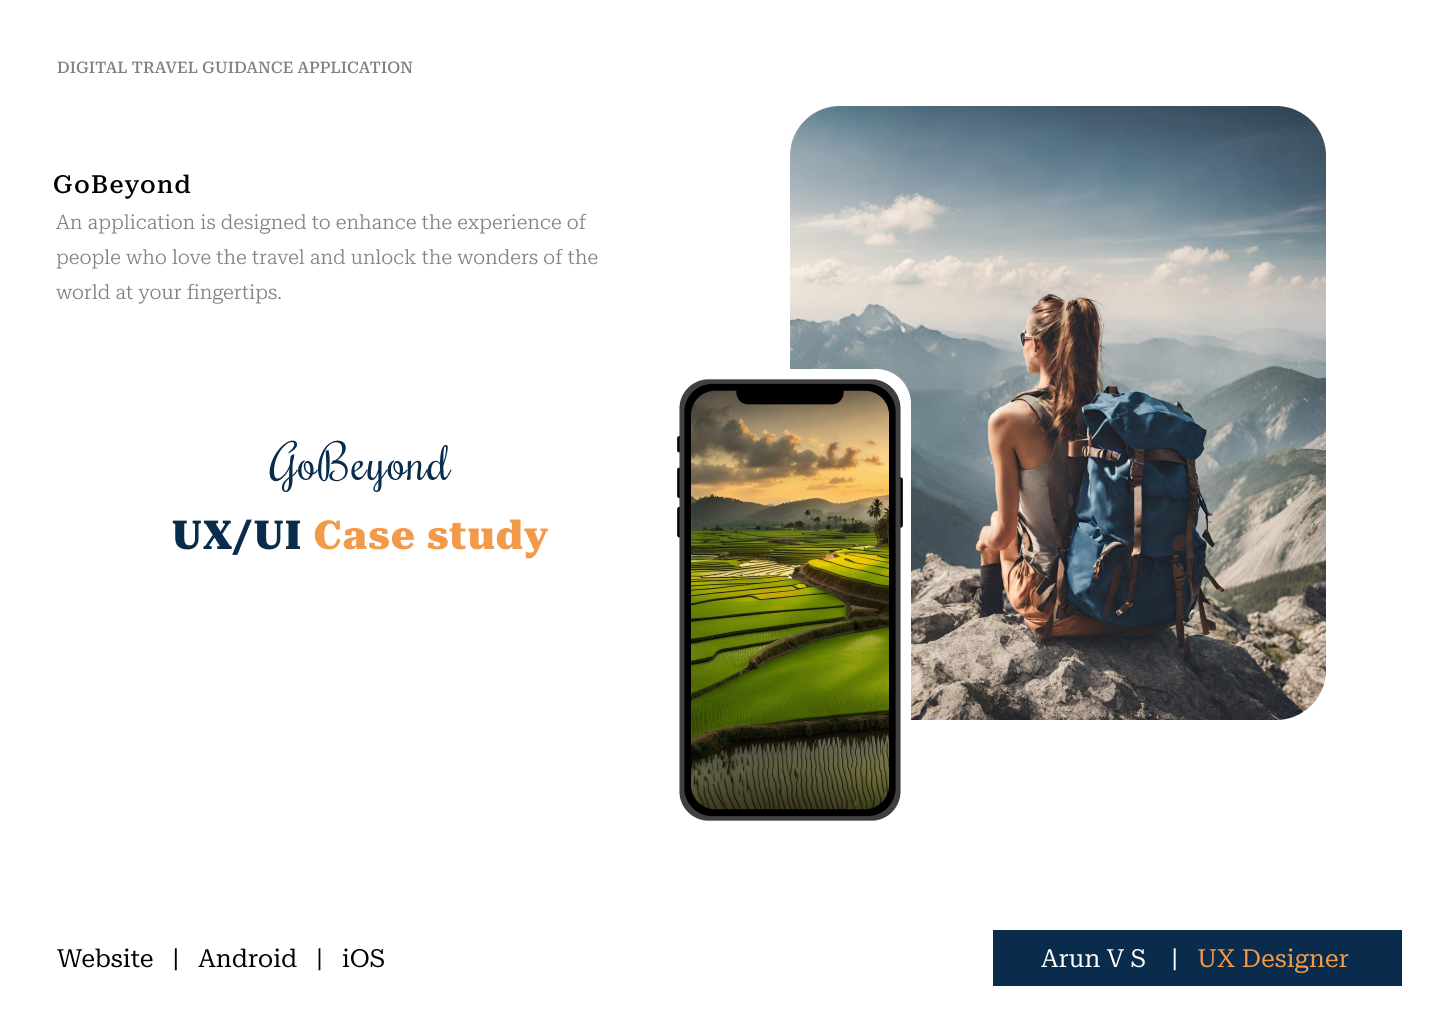 DIGITAL TRAVEL GUIDANCE APPLICATION
GoBeyond
An application is designed to enhance the experience of
people who love the travel and unlock the wonders of the
world at your fingertips.
GoBeyond
UX/UI Case study
Website | Android | iOS
Arun V S | UX Designer